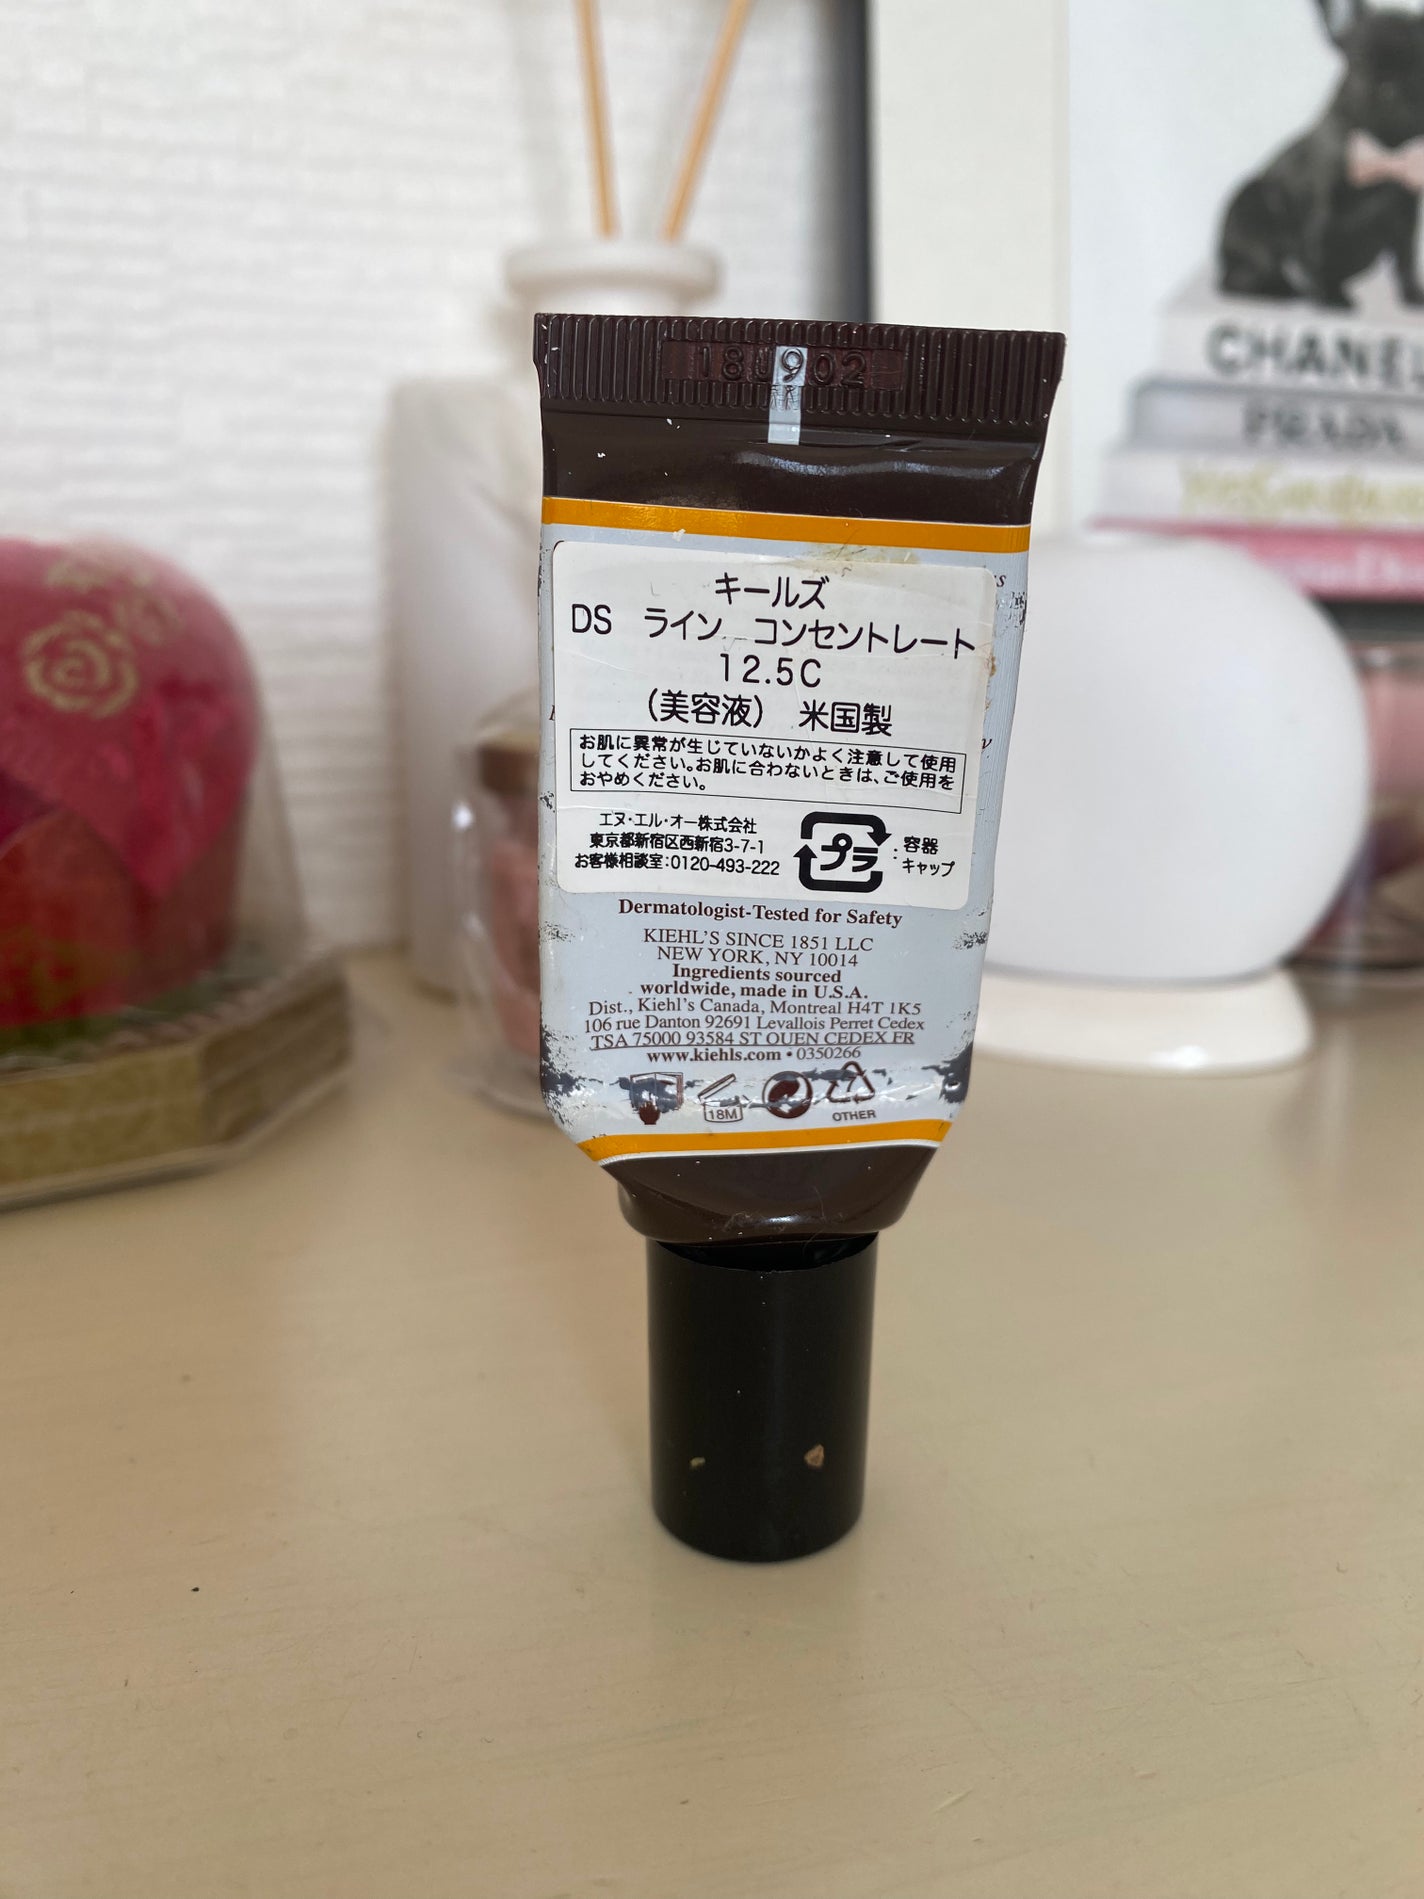 キールズ
DS ライン コンセントレート
12.5C
（美容液） 米国製
お肌に異常が生じていないかよく注意して使用
してください。お肌に合わないときは、ご使用を
おやめください。
エヌ・エル・オー株式会社
東京都新宿区西新宿3-7-1
お客様相談室：0120-493-222
プラ
：容器
キャップ
Dermatologist-Tested for Safety
KIEHL'S SINCE 1851 LLC
NEW YORK, NY 10014
Ingredients sourced
worldwide, made in U.S.A.
Dist., Kiehl's Canada, Montreal H4T 1K5
106 rue Danton 92691 Levallois Perret Cedex
TSA 75000 93584 ST OUEN CEDEX FR
www.kiehls.com • 0350266
18M
OTHER
CHANEL
PRADA